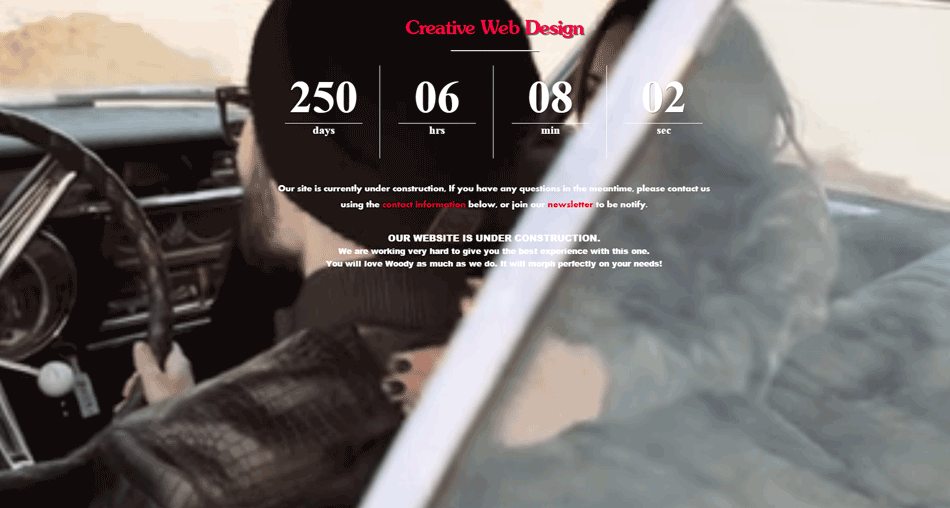 Creative Web Design
250 06 08 02
days hrs min sec
Our site is currently under construction. If you have any questions in the meantime, please contact us
using the contact information below, or join our newsletter to be notify.
OUR WEBSITE IS UNDER CONSTRUCTION.
We are working very hard to give you the best experience with this one.
You will love Woody as much as we do. It will morph perfectly on your needs!